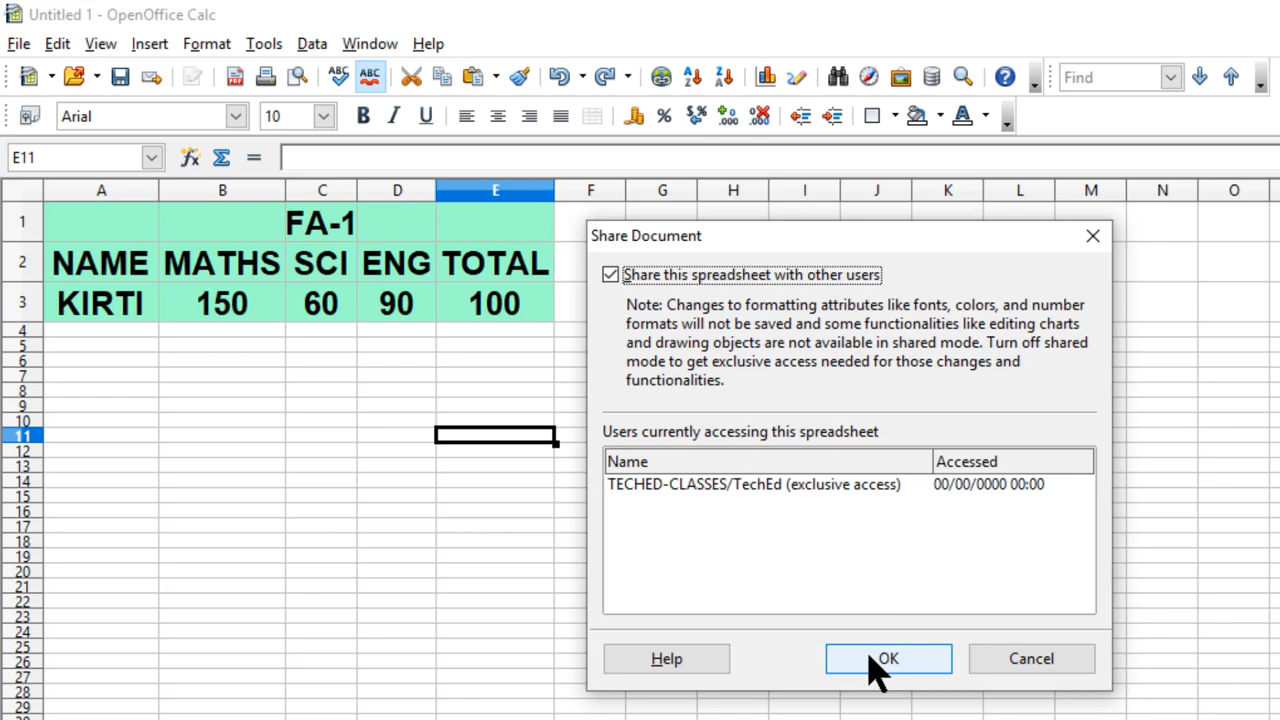 Untitled 1 - OpenOffice Calc
File Edit View Insert Format Tools Data Window Help
Find
Arial 10
E11
A B C D E F G H I J K L M N O
1 FA-1
2 NAME MATHS SCI ENG TOTAL
3 KIRTI 150 60 90 100
4
5
6
7
8
9
10
11
12
13
14
15
16
17
18
19
20
21
22
23
24
25
26
27
28
29
Share Document
Share this spreadsheet with other users
Note: Changes to formatting attributes like fonts, colors, and number
formats will not be saved and some functionalities like editing charts
and drawing objects are not available in shared mode. Turn off shared
mode to get exclusive access needed for those changes and
functionalities.
Users currently accessing this spreadsheet
Name Accessed
TECHED-CLASSES/TechEd (exclusive access) 00/00/0000 00:00
Help OK Cancel